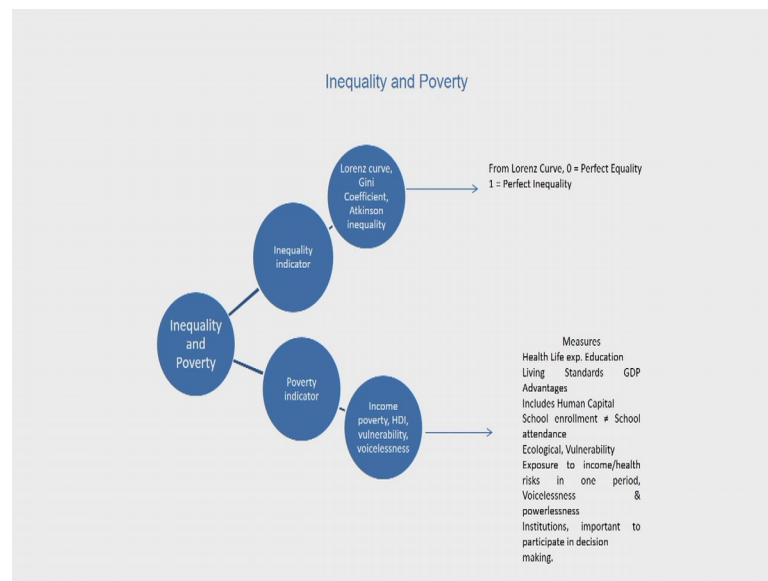 Inequality and Poverty
Lorenz curve,
Gini
Coefficient,
Atkinson
inequality
From Lorenz Curve, 0 = Perfect Equality
1 = Perfect Inequality
Inequality
indicator
Inequality
and
Poverty
Poverty
indicator
Income
poverty, HDI,
vulnerability,
voicelessness
Measures
Health Life exp. Education
Living Standards GDP
Advantages
Includes Human Capital
School enrollment ≠ School
attendance
Ecological, Vulnerability
Exposure to income/health
risks in one period,
Voicelessness &
powerlessness
Institutions, important to
participate in decision
making.